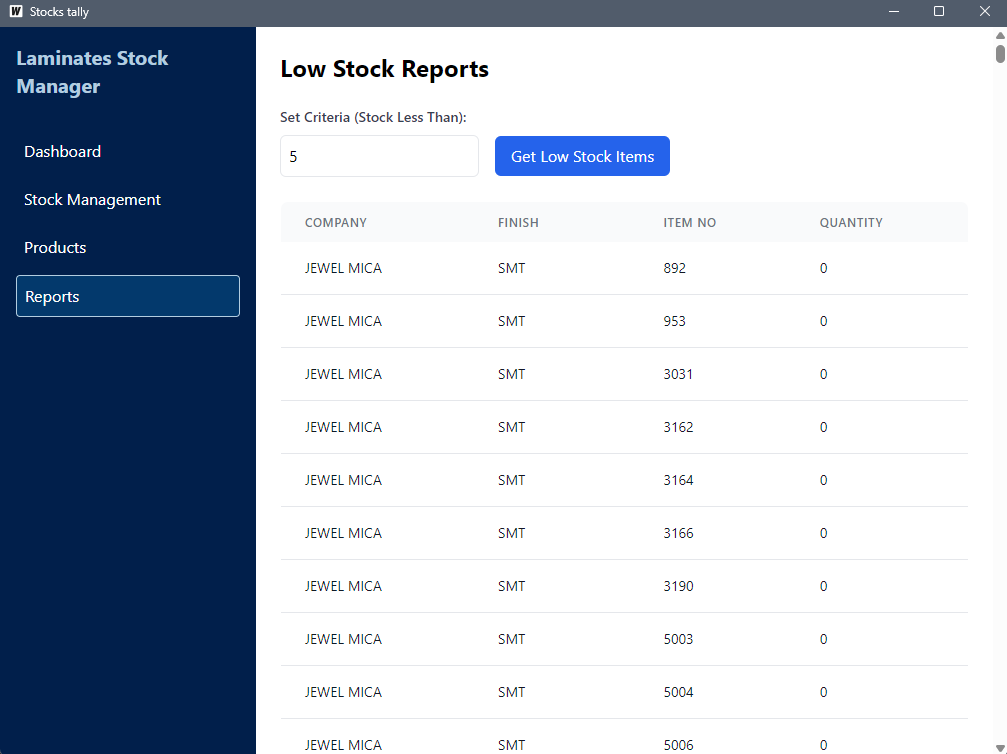 W Stocks tally
Laminates Stock
Manager
Dashboard
Stock Management
Products
Reports
Low Stock Reports
Set Criteria (Stock Less Than):
5 Get Low Stock Items
COMPANY FINISH ITEM NO QUANTITY
JEWEL MICA SMT 892 0
JEWEL MICA SMT 953 0
JEWEL MICA SMT 3031 0
JEWEL MICA SMT 3162 0
JEWEL MICA SMT 3164 0
JEWEL MICA SMT 3166 0
JEWEL MICA SMT 3190 0
JEWEL MICA SMT 5003 0
JEWEL MICA SMT 5004 0
JEWEL MICA SMT 5006 0